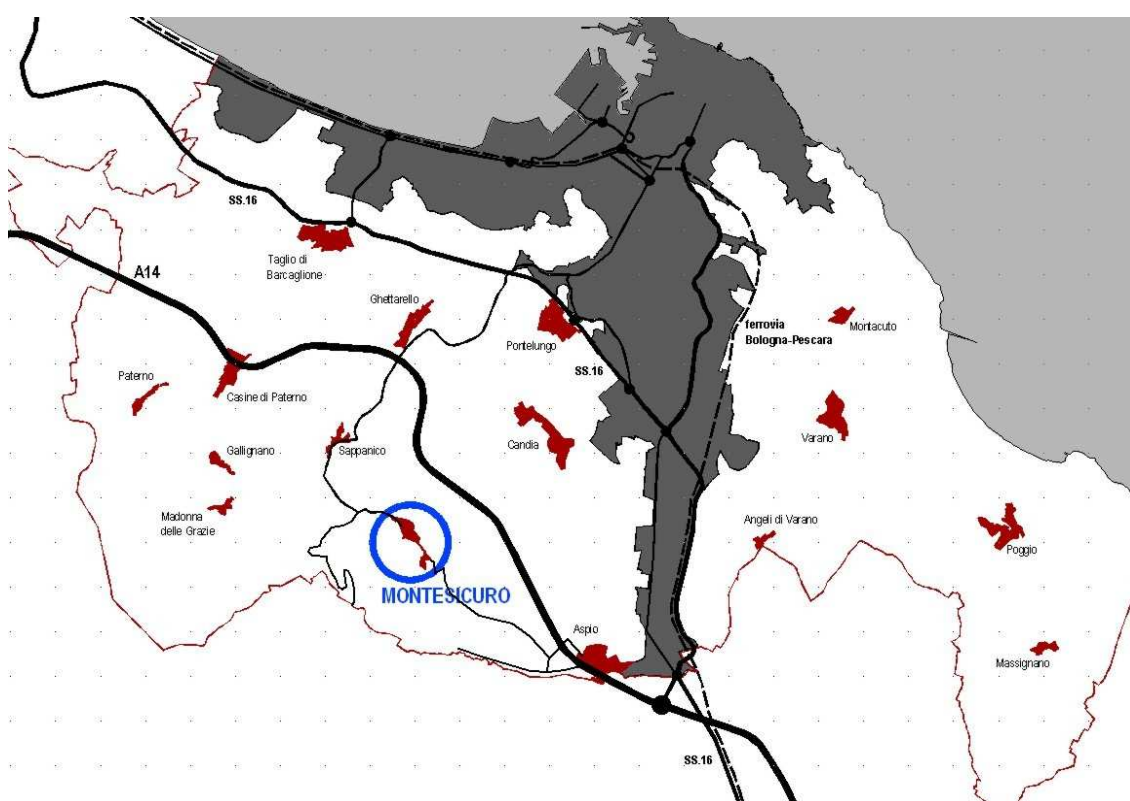 SS.16
Taglio di
Barcaglione
A14
Ghettarello
Montacuto
ferrovia
Bologna-Pescara
Pontelungo
SS.16
Paterno
Casine di Paterno
Varano
Candia
Gallignano
Sappanico
Madonna
delle Grazie
Angeli di Varano
Poggio
MONTESICURO
Aspio
Massignano
SS.16